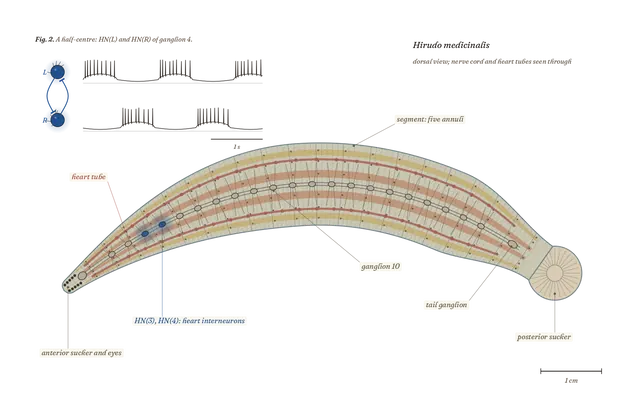 Fig. 2. A half-centre: HN(L) and HN(R) of ganglion 4.
Hirudo medicinalis
dorsal view; nerve cord and heart tubes seen through
L
R
1 s
segment: five annuli
heart tube
ganglion 10
tail ganglion
HN(3), HN(4): heart interneurons
posterior sucker
anterior sucker and eyes
1 cm